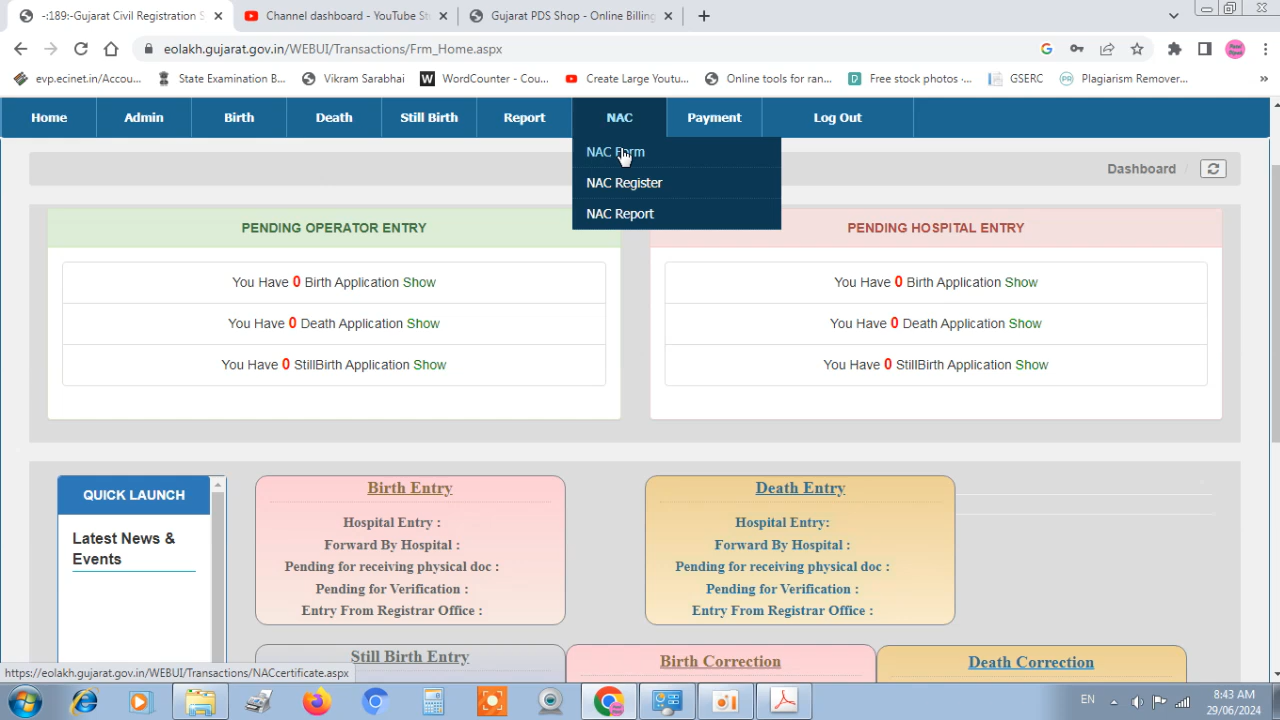 -:189:-Gujarat Civil Registration S
Channel dashboard - YouTube St
Gujarat PDS Shop - Online Billing
eolakh.gujarat.gov.in/WEBUI/Transactions/Frm_Home.aspx
evp.ecinet.in/Accou...
State Examination B...
Vikram Sarabhai
WordCounter - Cou...
Create Large Youtu...
Online tools for ran...
Free stock photos -...
GSERC
Plagiarism Remover...
Home
Admin
Birth
Death
Still Birth
Report
NAC
Payment
Log Out
NAC Form
NAC Register
NAC Report
Dashboard /
PENDING OPERATOR ENTRY
You Have 0 Birth Application Show
You Have 0 Death Application Show
You Have 0 StillBirth Application Show
PENDING HOSPITAL ENTRY
You Have 0 Birth Application Show
You Have 0 Death Application Show
You Have 0 StillBirth Application Show
QUICK LAUNCH
Latest News &
Events
Birth Entry
Hospital Entry :
Forward By Hospital :
Pending for receiving physical doc :
Pending for Verification :
Entry From Registrar Office :
Death Entry
Hospital Entry:
Forward By Hospital :
Pending for receiving physical doc :
Pending for Verification :
Entry From Registrar Office :
Still Birth Entry
Birth Correction
Death Correction
https://eolakh.gujarat.gov.in/WEBUI/Transactions/NACcertificate.aspx
EN
8:43 AM
29/06/2024